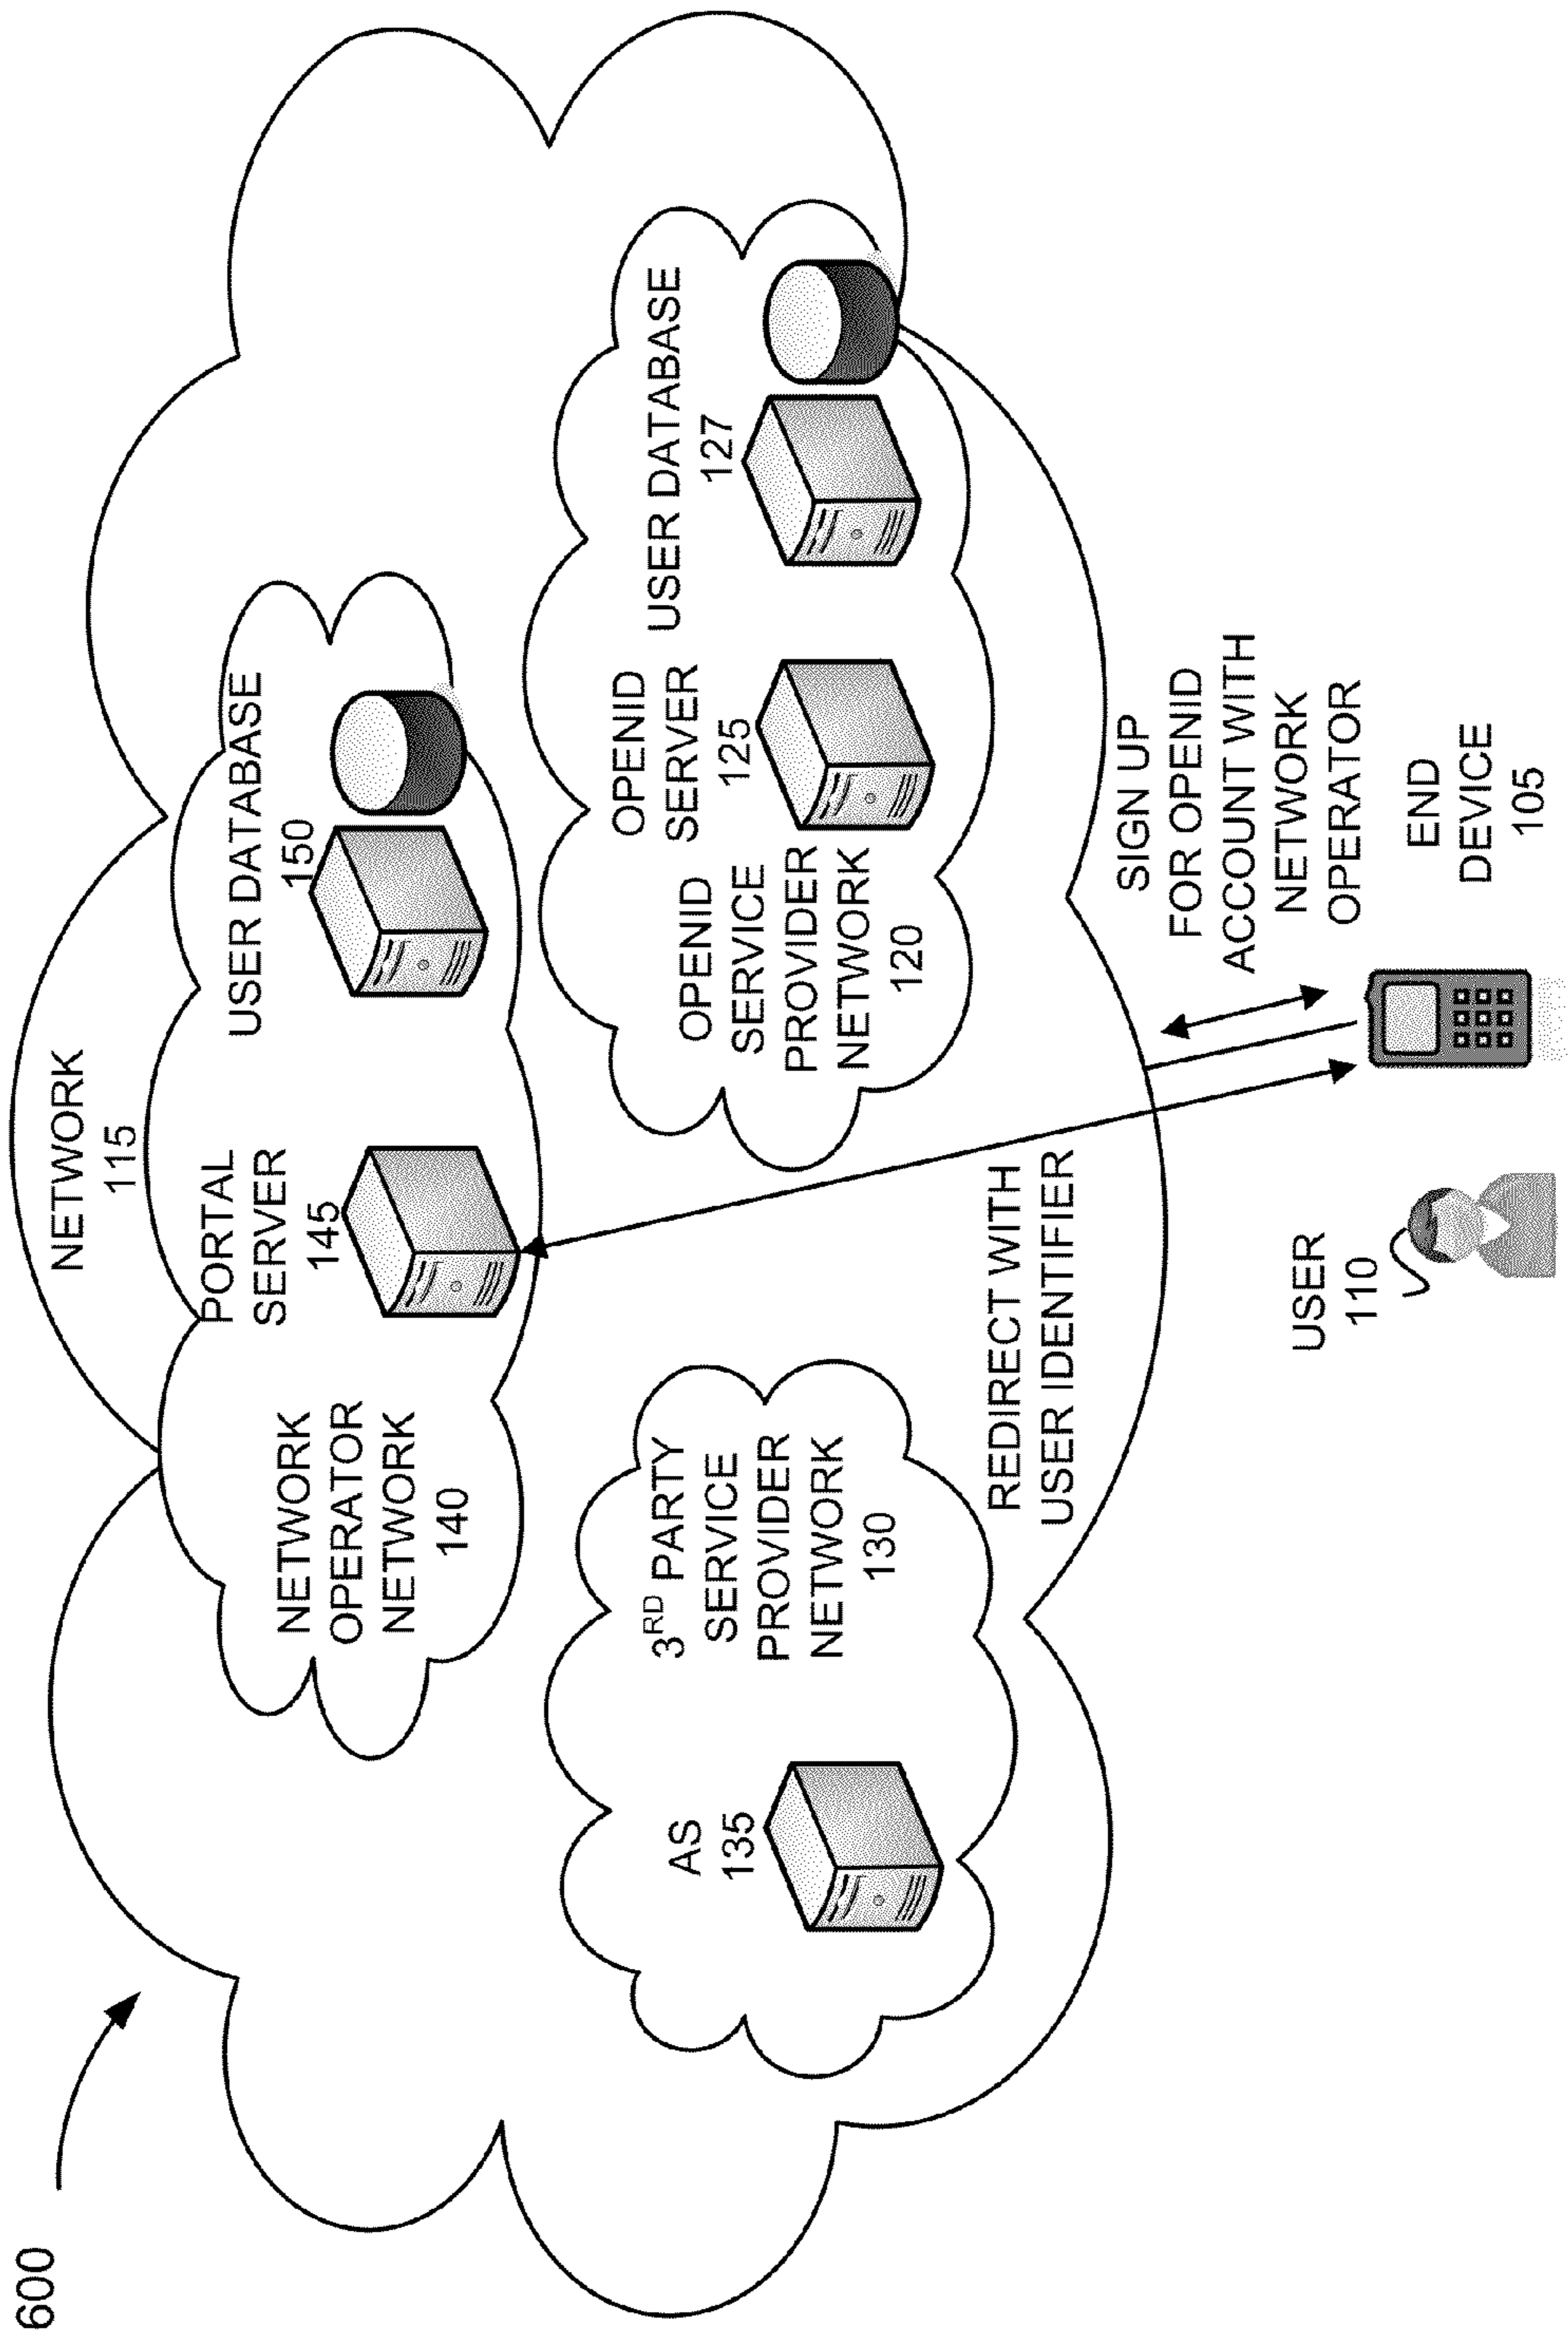 600
NETWORK
115
NETWORK
OPERATOR
NETWORK
140
PORTAL
SERVER
145
USER DATABASE
150
AS
135
3RD PARTY
SERVICE
PROVIDER
NETWORK
130
OPENID
SERVICE
PROVIDER
NETWORK
120
OPENID
SERVER
125
USER DATABASE
127
REDIRECT WITH
USER IDENTIFIER
SIGN UP
FOR OPENID
ACCOUNT WITH
NETWORK
OPERATOR
USER
110
END
DEVICE
105